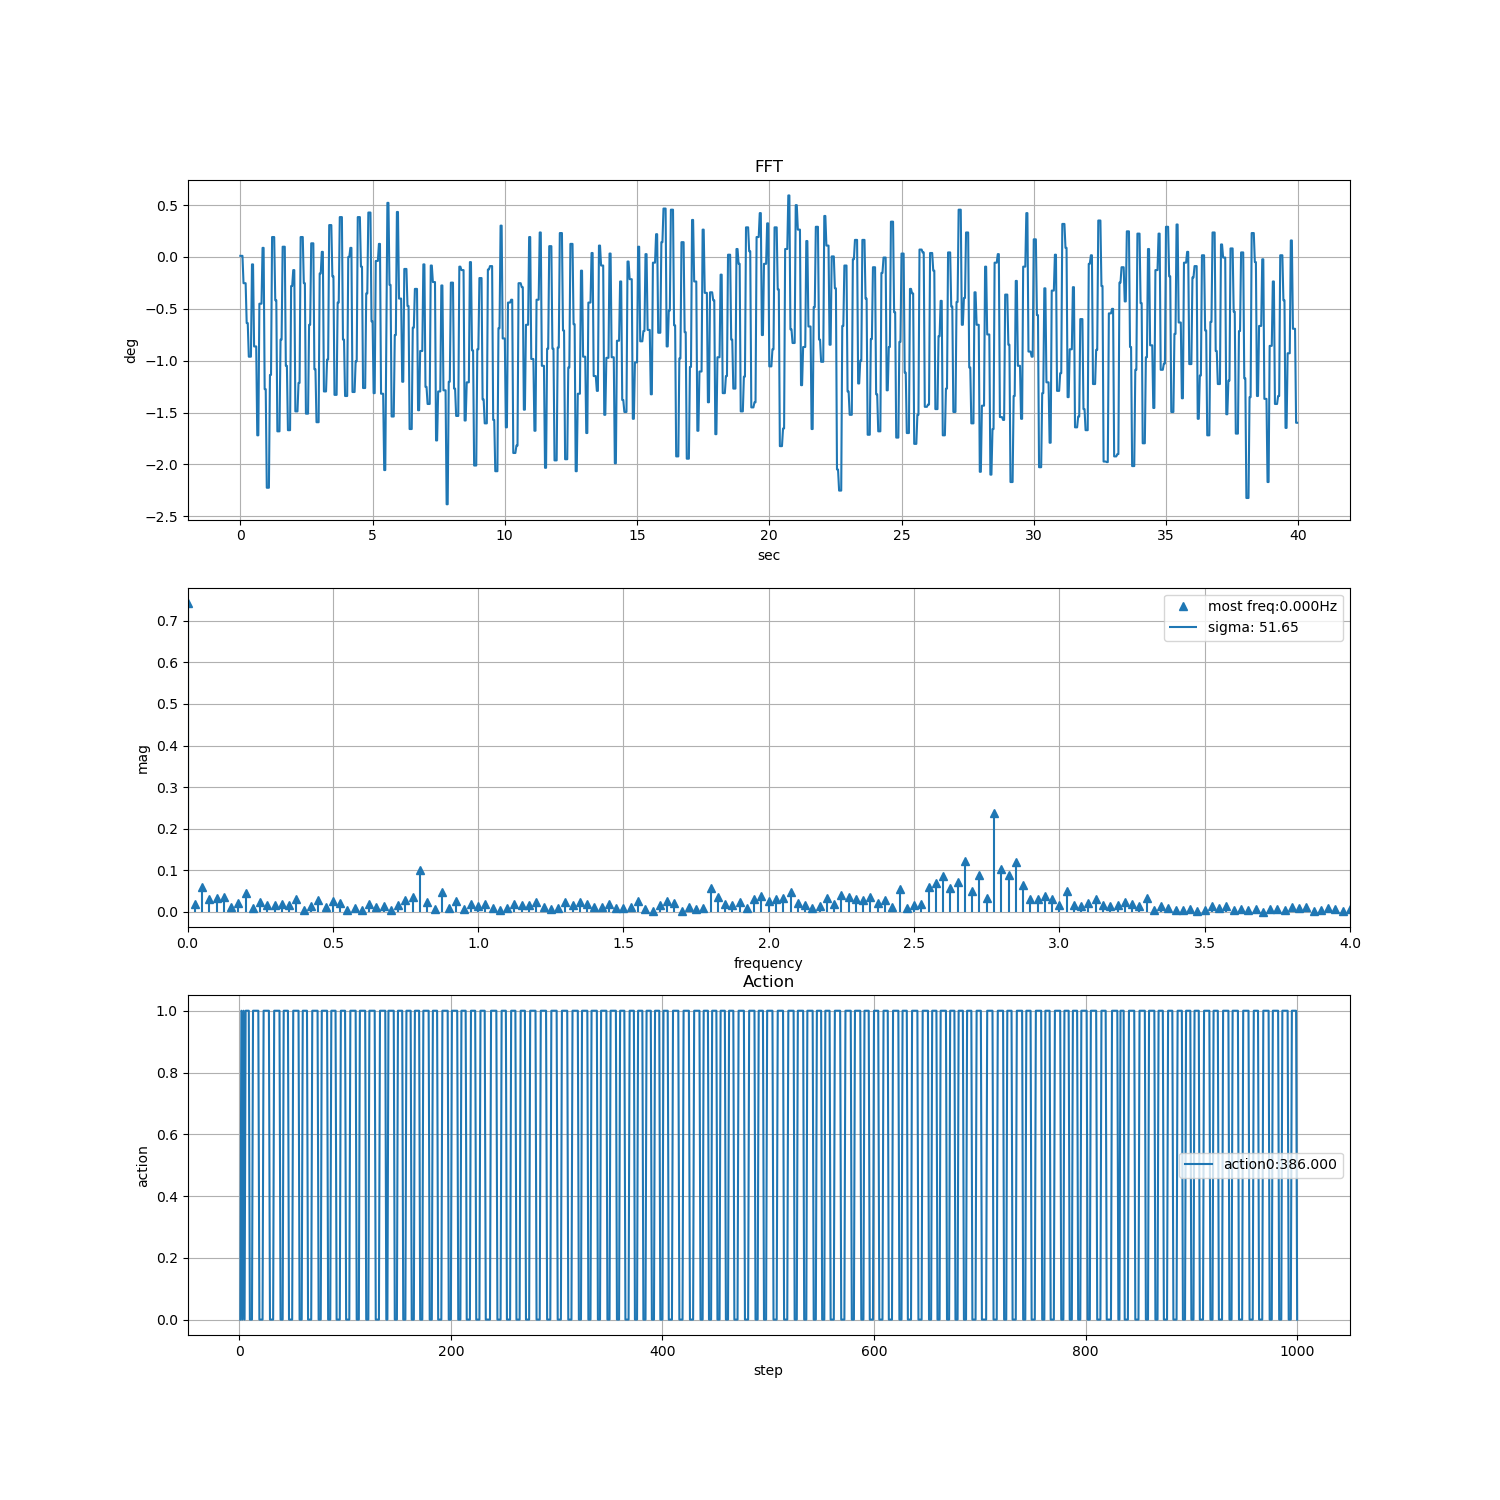 FFT
0.5
0.0
−0.5
−1.0
−1.5
−2.0
−2.5
deg
0 5 10 15 20 25 30 35 40
sec
most freq:0.000Hz
sigma: 51.65
0.7
0.6
0.5
0.4
0.3
0.2
0.1
0.0
mag
0.0 0.5 1.0 1.5 2.0 2.5 3.0 3.5 4.0
frequency
Action
1.0
0.8
0.6
0.4
0.2
0.0
action
action0:386.000
0 200 400 600 800 1000
step